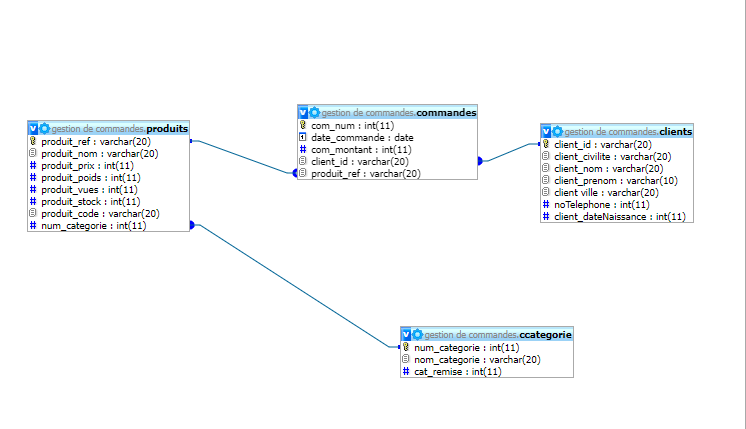 gestion de commandes.produits
produit_ref : varchar(20)
produit_nom : varchar(20)
produit_prix : int(11)
produit_poids : int(11)
produit_vues : int(11)
produit_stock : int(11)
produit_code : varchar(20)
num_categorie : int(11)
gestion de commandes.commandes
com_num : int(11)
date_commande : date
com_montant : int(11)
client_id : varchar(20)
produit_ref : varchar(20)
gestion de commandes.clients
client_id : varchar(20)
client_civilite : varchar(20)
client_nom : varchar(20)
client_prenom : varchar(10)
client ville : varchar(20)
noTelephone : int(11)
client_dateNaissance : int(11)
gestion de commandes.ccategorie
num_categorie : int(11)
nom_categorie : varchar(20)
cat_remise : int(11)